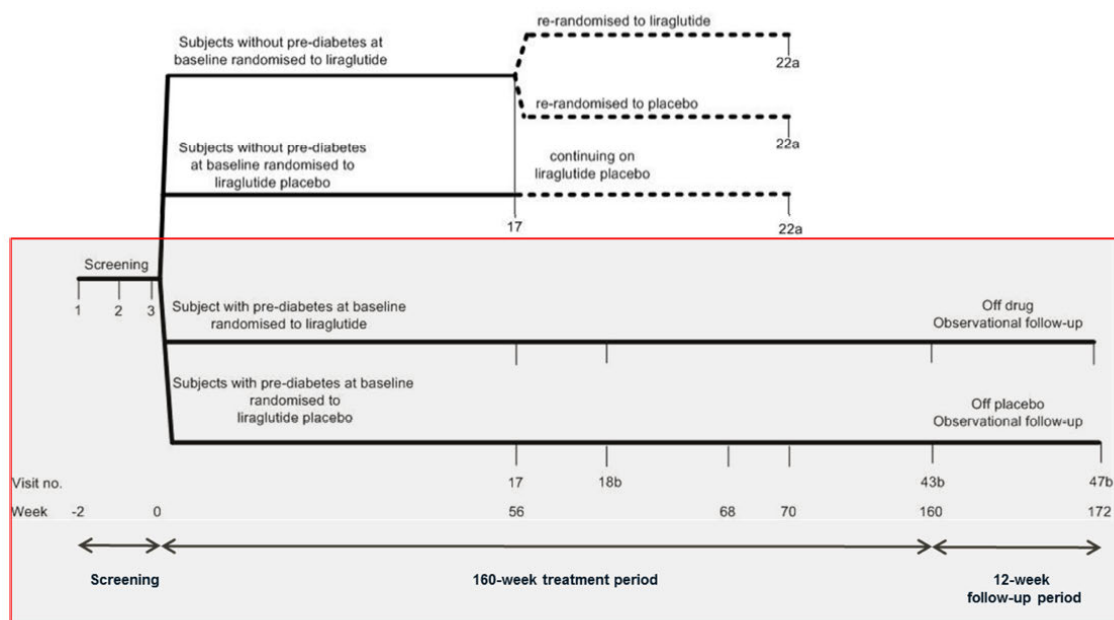 re-randomised to liraglutide
Subjects without pre-diabetes at
baseline randomised to liraglutide
22a
re-randomised to placebo
22a
Subjects without pre-diabetes
at baseline randomised to
liraglutide placebo
continuing on
liraglutide placebo
17
22a
Screening
1 2 3
Subject with pre-diabetes at baseline
randomised to liraglutide
Off drug
Observational follow-up
Subjects with pre-diabetes at baseline
randomised to
liraglutide placebo
Off placebo
Observational follow-up
Visit no. 17 18b 43b 47b
Week -2 0 56 68 70 160 172
Screening
160-week treatment period
12-week
follow-up period